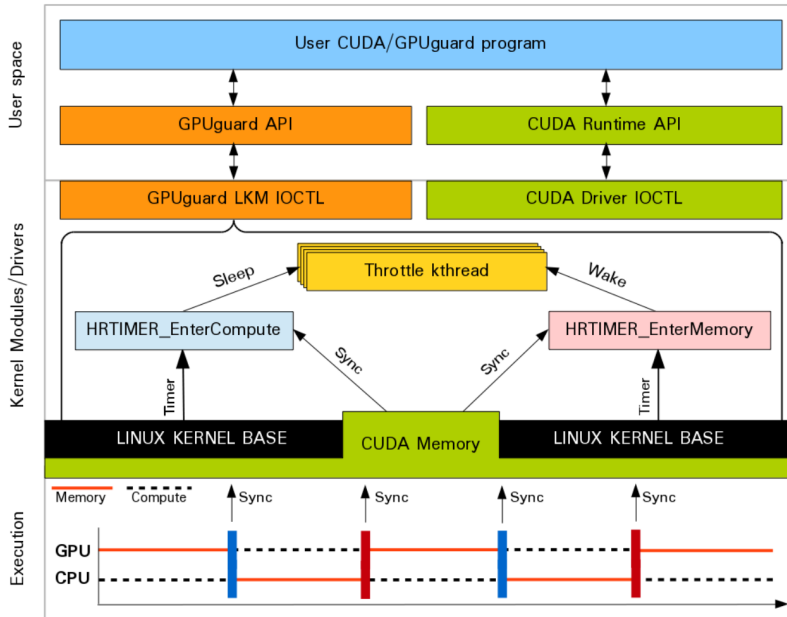 User space
User CUDA/GPUguard program
GPUguard API
CUDA Runtime API
Kernel Modules/Drivers
GPUguard LKM IOCTL
CUDA Driver IOCTL
Throttle kthread
Sleep
Wake
HRTIMER_EnterCompute
HRTIMER_EnterMemory
Sync
Sync
Timer
Timer
LINUX KERNEL BASE
CUDA Memory
LINUX KERNEL BASE
Execution
Memory
Compute
Sync
Sync
Sync
Sync
GPU
CPU